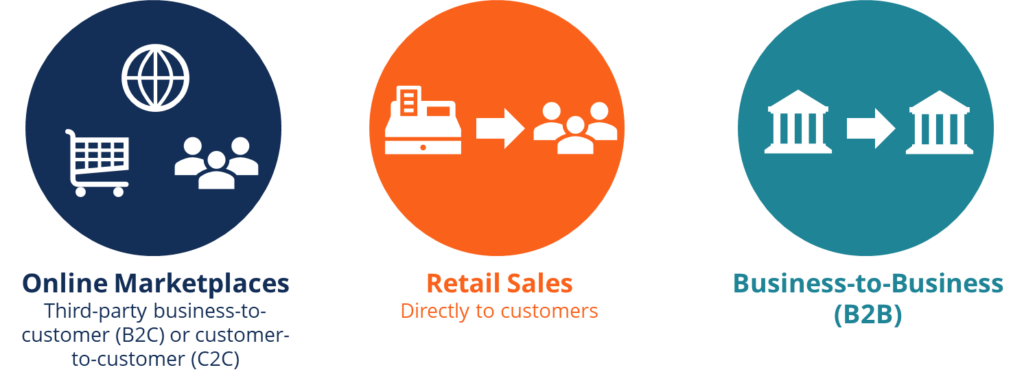 Online Marketplaces
Third-party business-to-
customer (B2C) or customer-
to-customer (C2C)
Retail Sales
Directly to customers
Business-to-Business
(B2B)